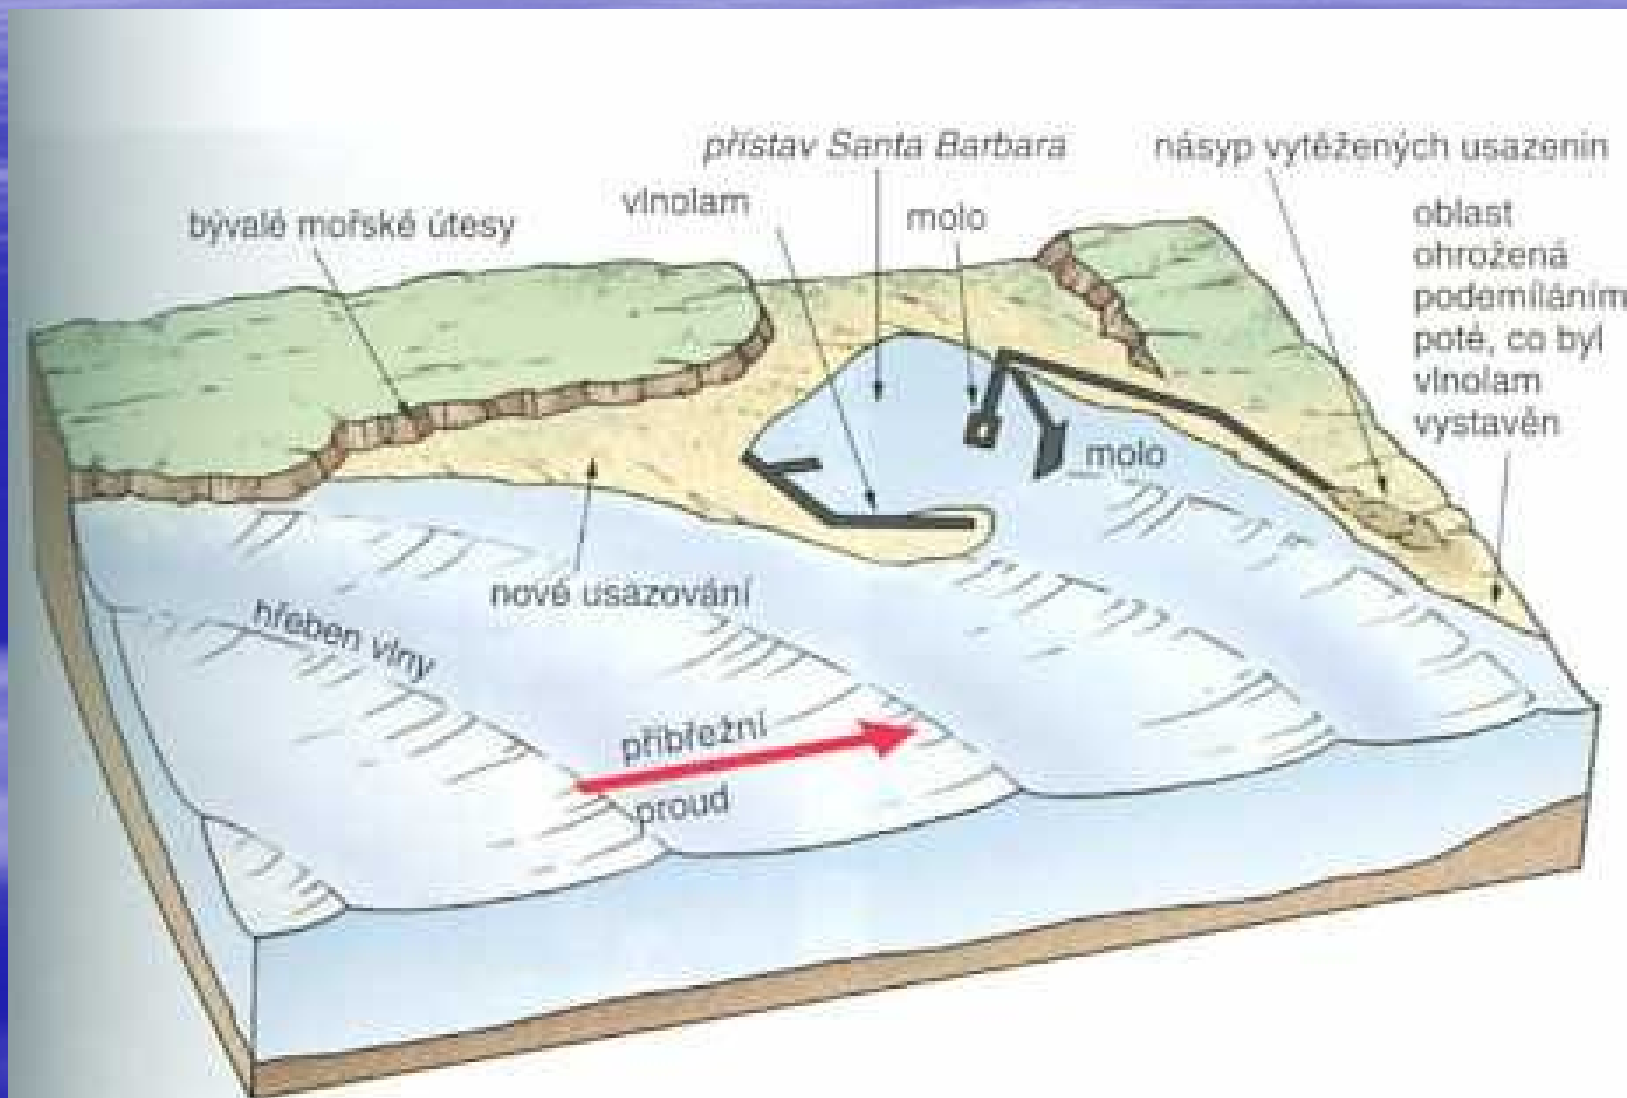 přístav Santa Barbara
násyp vytěžených usazenin
vlnolam
molo
bývalé mořské útesy
oblast
ohrožená
podemíláním
poté, co byl
vlnolam
vystavěn
molo
nové usazování
hřeben vlny
příbřežní
proud